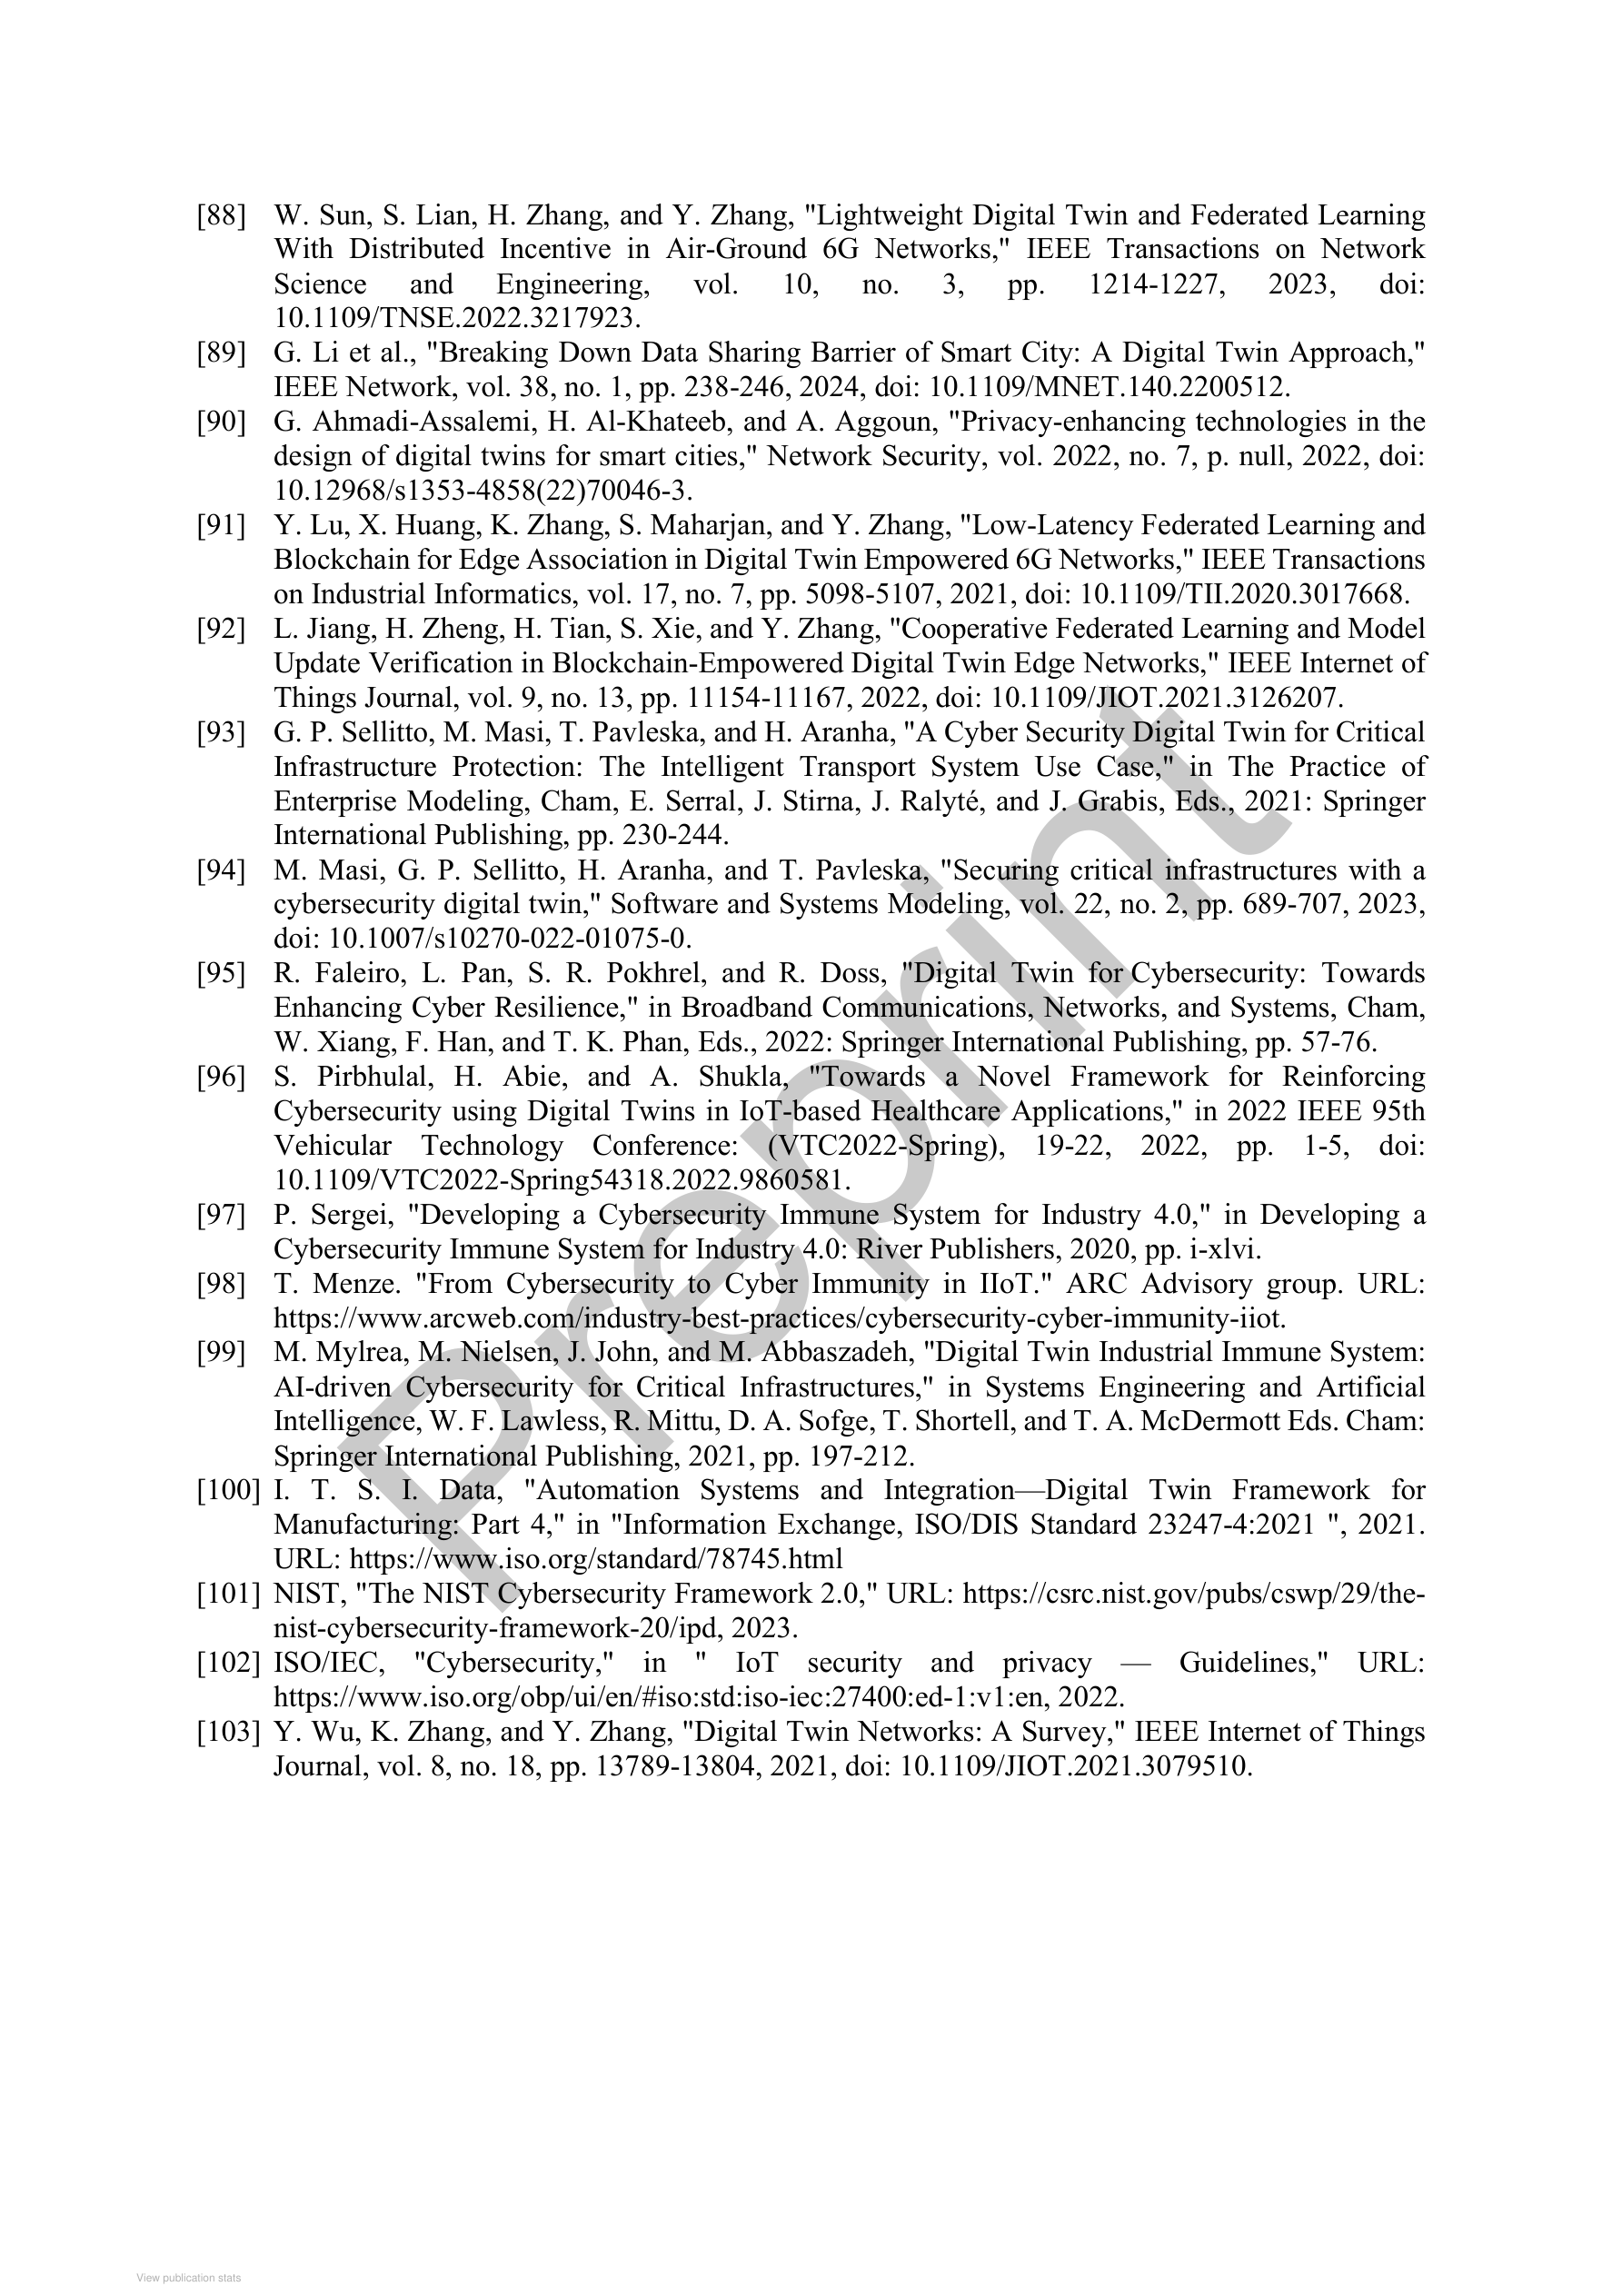 [88] W. Sun, S. Lian, H. Zhang, and Y. Zhang, "Lightweight Digital Twin and Federated Learning
With Distributed Incentive in Air-Ground 6G Networks," IEEE Transactions on Network
Science and Engineering, vol. 10, no. 3, pp. 1214-1227, 2023, doi:
10.1109/TNSE.2022.3217923.
[89] G. Li et al., "Breaking Down Data Sharing Barrier of Smart City: A Digital Twin Approach,"
IEEE Network, vol. 38, no. 1, pp. 238-246, 2024, doi: 10.1109/MNET.140.2200512.
[90] G. Ahmadi-Assalemi, H. Al-Khateeb, and A. Aggoun, "Privacy-enhancing technologies in the
design of digital twins for smart cities," Network Security, vol. 2022, no. 7, p. null, 2022, doi:
10.12968/s1353-4858(22)70046-3.
[91] Y. Lu, X. Huang, K. Zhang, S. Maharjan, and Y. Zhang, "Low-Latency Federated Learning and
Blockchain for Edge Association in Digital Twin Empowered 6G Networks," IEEE Transactions
on Industrial Informatics, vol. 17, no. 7, pp. 5098-5107, 2021, doi: 10.1109/TII.2020.3017668.
[92] L. Jiang, H. Zheng, H. Tian, S. Xie, and Y. Zhang, "Cooperative Federated Learning and Model
Update Verification in Blockchain-Empowered Digital Twin Edge Networks," IEEE Internet of
Things Journal, vol. 9, no. 13, pp. 11154-11167, 2022, doi: 10.1109/JIOT.2021.3126207.
[93] G. P. Sellitto, M. Masi, T. Pavleska, and H. Aranha, "A Cyber Security Digital Twin for Critical
Infrastructure Protection: The Intelligent Transport System Use Case," in The Practice of
Enterprise Modeling, Cham, E. Serral, J. Stirna, J. Ralyté, and J. Grabis, Eds., 2021: Springer
International Publishing, pp. 230-244.
[94] M. Masi, G. P. Sellitto, H. Aranha, and T. Pavleska, "Securing critical infrastructures with a
cybersecurity digital twin," Software and Systems Modeling, vol. 22, no. 2, pp. 689-707, 2023,
doi: 10.1007/s10270-022-01075-0.
[95] R. Faleiro, L. Pan, S. R. Pokhrel, and R. Doss, "Digital Twin for Cybersecurity: Towards
Enhancing Cyber Resilience," in Broadband Communications, Networks, and Systems, Cham,
W. Xiang, F. Han, and T. K. Phan, Eds., 2022: Springer International Publishing, pp. 57-76.
[96] S. Pirbhulal, H. Abie, and A. Shukla, "Towards a Novel Framework for Reinforcing
Cybersecurity using Digital Twins in IoT-based Healthcare Applications," in 2022 IEEE 95th
Vehicular Technology Conference: (VTC2022-Spring), 19-22, 2022, pp. 1-5, doi:
10.1109/VTC2022-Spring54318.2022.9860581.
[97] P. Sergei, "Developing a Cybersecurity Immune System for Industry 4.0," in Developing a
Cybersecurity Immune System for Industry 4.0: River Publishers, 2020, pp. i-xlvi.
[98] T. Menze. "From Cybersecurity to Cyber Immunity in IIoT." ARC Advisory group. URL:
https://www.arcweb.com/industry-best-practices/cybersecurity-cyber-immunity-iiot.
[99] M. Mylrea, M. Nielsen, J. John, and M. Abbaszadeh, "Digital Twin Industrial Immune System:
AI-driven Cybersecurity for Critical Infrastructures," in Systems Engineering and Artificial
Intelligence, W. F. Lawless, R. Mittu, D. A. Sofge, T. Shortell, and T. A. McDermott Eds. Cham:
Springer International Publishing, 2021, pp. 197-212.
[100] I. T. S. I. Data, "Automation Systems and Integration—Digital Twin Framework for
Manufacturing: Part 4," in "Information Exchange, ISO/DIS Standard 23247-4:2021 ", 2021.
URL: https://www.iso.org/standard/78745.html
[101] NIST, "The NIST Cybersecurity Framework 2.0," URL: https://csrc.nist.gov/pubs/cswp/29/the-
nist-cybersecurity-framework-20/ipd, 2023.
[102] ISO/IEC, "Cybersecurity," in " IoT security and privacy — Guidelines," URL:
https://www.iso.org/obp/ui/en/#iso:std:iso-iec:27400:ed-1:v1:en, 2022.
[103] Y. Wu, K. Zhang, and Y. Zhang, "Digital Twin Networks: A Survey," IEEE Internet of Things
Journal, vol. 8, no. 18, pp. 13789-13804, 2021, doi: 10.1109/JIOT.2021.3079510.
Preprint
View publication stats